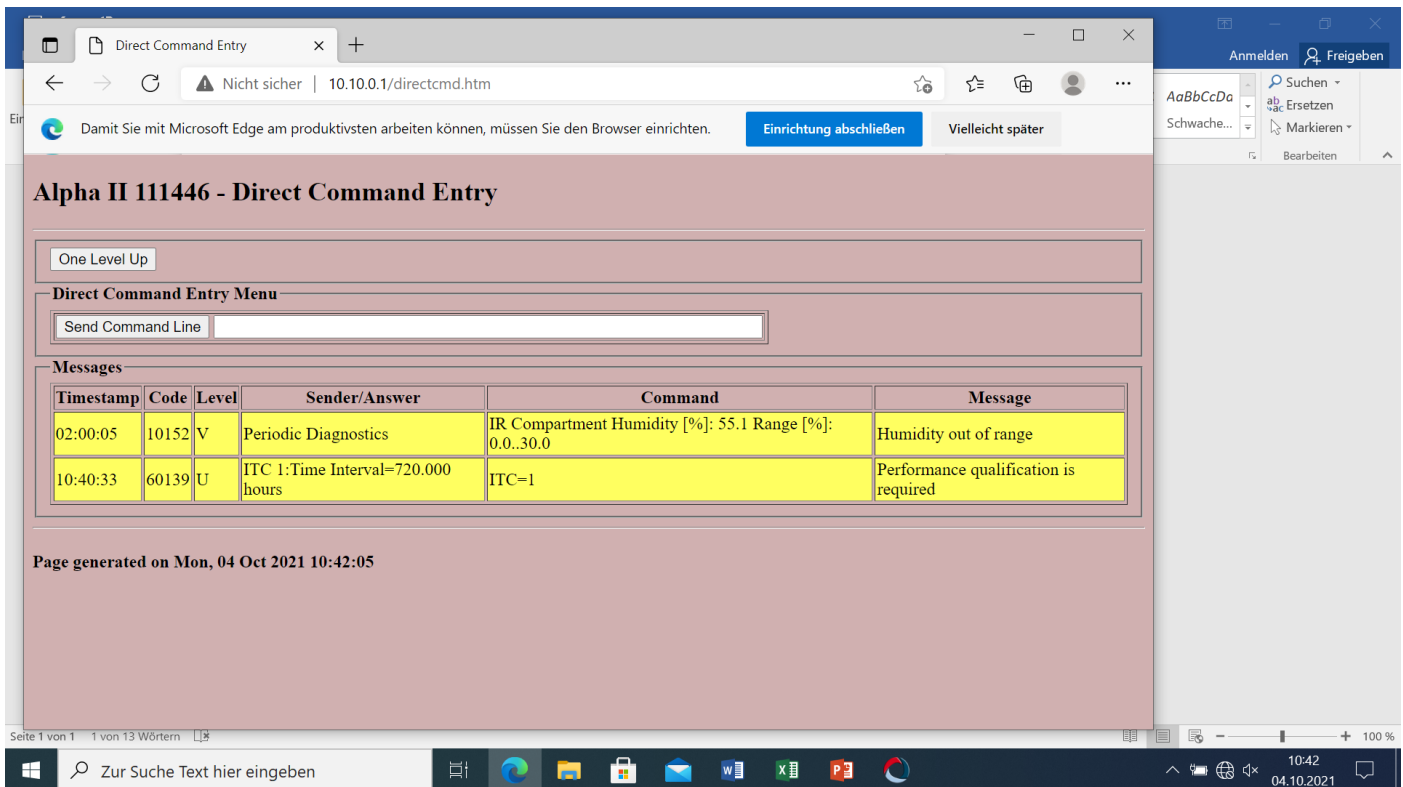 Direct Command Entry
Anmelden Freigeben
Nicht sicher | 10.10.0.1/directcmd.htm
Damit Sie mit Microsoft Edge am produktivsten arbeiten können, müssen Sie den Browser einrichten. Einrichtung abschließen Vielleicht später
AaBbCcDa
Schwache...
Suchen
Ersetzen
Markieren
Bearbeiten
Alpha II 111446 - Direct Command Entry
One Level Up
Direct Command Entry Menu
Send Command Line
Messages
Timestamp Code Level Sender/Answer Command Message
02:00:05 10152 V Periodic Diagnostics IR Compartment Humidity [%]: 55.1 Range [%]:
0.0..30.0 Humidity out of range
10:40:33 60139 U ITC 1:Time Interval=720.000
hours ITC=1 Performance qualification is
required
Page generated on Mon, 04 Oct 2021 10:42:05
Seite 1 von 1 1 von 13 Wörtern 100 %
Zur Suche Text hier eingeben
10:42
04.10.2021